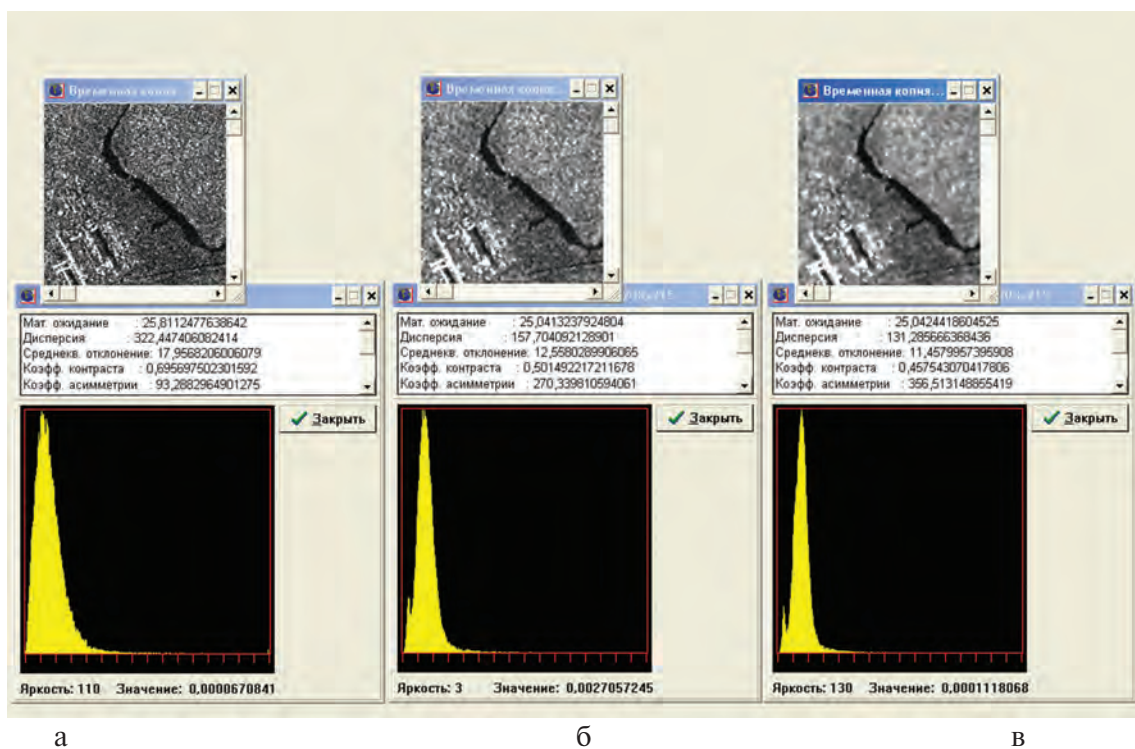 Временная копия
Мат. ожидание : 25,8112477638642
Дисперсия : 322,447406082414
Среднекв. отклонение: 17,9568206006079
Коэфф. контраста : 0,695697502301592
Коэфф. асимметрии : 93,2882964901275
Закрыть
Яркость: 110 Значение: 0,0000670841
а
Временная копия...
Мат. ожидание : 25,0413237924804
Дисперсия : 157,704092128901
Среднекв. отклонение: 12,5580289906065
Коэфф. контраста : 0,501492217211678
Коэфф. асимметрии : 270,339810594061
Закрыть
Яркость: 3 Значение: 0,0027057245
б
Временная копия...
Мат. ожидание : 25,0424418604525
Дисперсия : 131,285666368436
Среднекв. отклонение: 11,4579957395908
Коэфф. контраста : 0,457543070417806
Коэфф. асимметрии : 356,513148855419
Закрыть
Яркость: 130 Значение: 0,0001118068
в